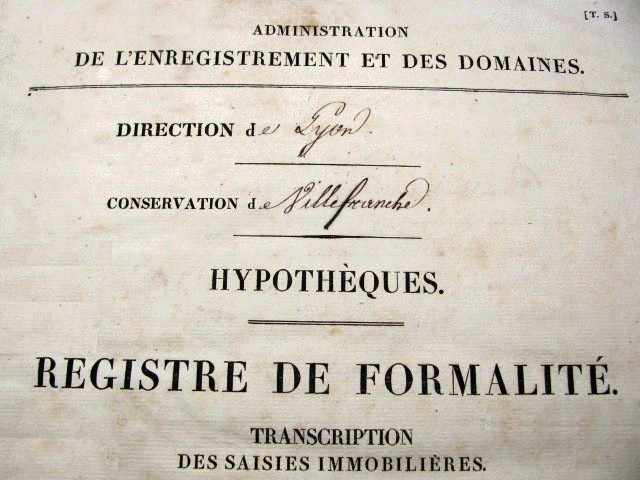 [T. S.]
ADMINISTRATION
DE L'ENREGISTREMENT ET DES DOMAINES.
DIRECTION de Lyon.
CONSERVATION de Villefranche.
HYPOTHÈQUES.
REGISTRE DE FORMALITÉ.
TRANSCRIPTION
DES SAISIES IMMOBILIÈRES.